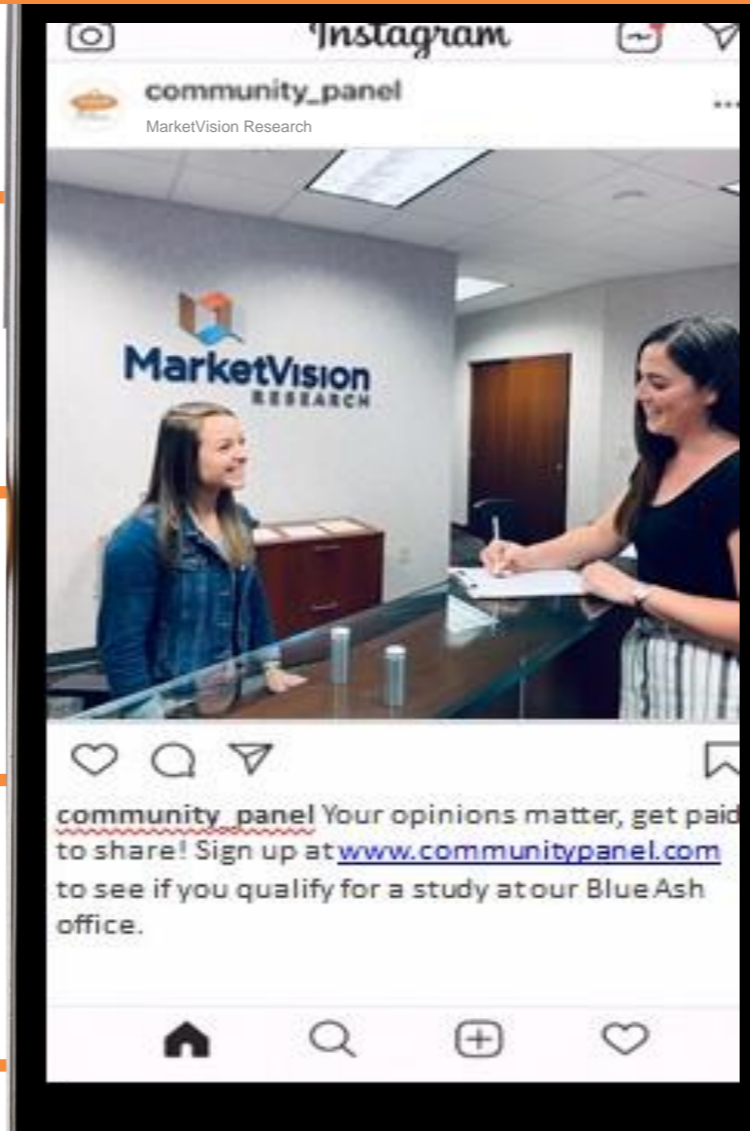 Instagram
community_panel
MarketVision Research
MarketVision
RESEARCH
community_panel Your opinions matter, get paid
to share! Sign up at www.communitypanel.com
to see if you qualify for a study at our Blue Ash
office.